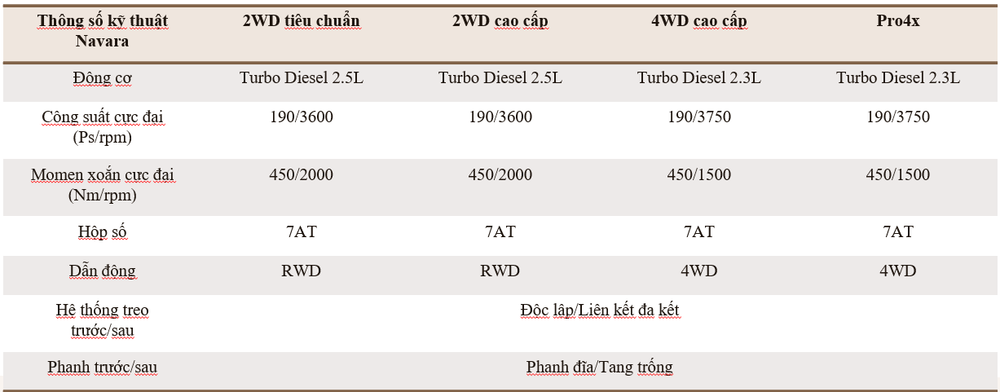 Thông số kỹ thuật Navara 2WD tiêu chuẩn 2WD cao cấp 4WD cao cấp Pro4x
Động cơ Turbo Diesel 2.5L Turbo Diesel 2.5L Turbo Diesel 2.3L Turbo Diesel 2.3L
Công suất cực đại (Ps/rpm) 190/3600 190/3600 190/3750 190/3750
Momen xoắn cực đại (Nm/rpm) 450/2000 450/2000 450/1500 450/1500
Hộp số 7AT 7AT 7AT 7AT
Dẫn động RWD RWD 4WD 4WD
Hệ thống treo trước/sau Độc lập/Liên kết đa kết
Phanh trước/sau Phanh đĩa/Tang trống